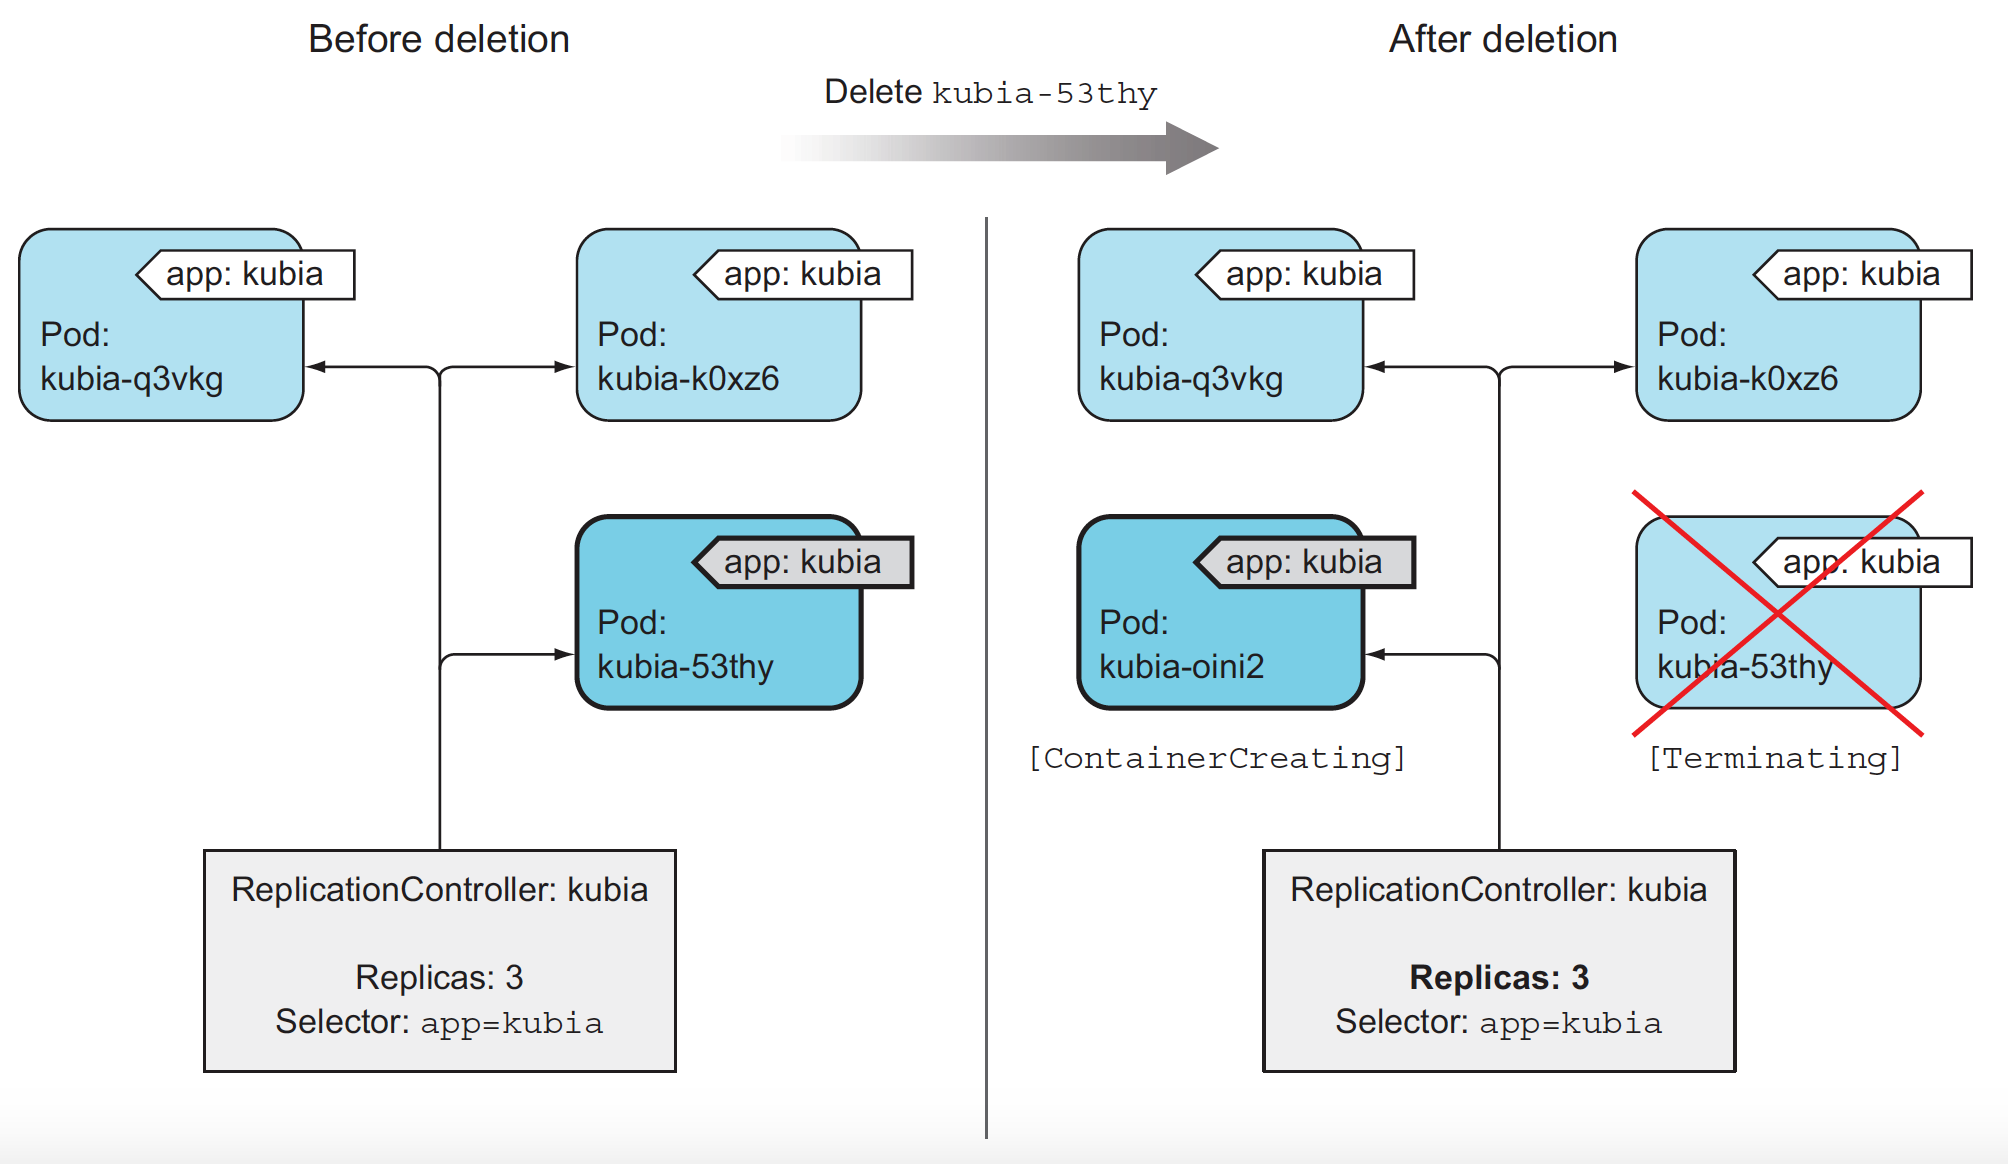 Before deletion
After deletion
Delete kubia-53thy
app: kubia
Pod:
kubia-q3vkg
app: kubia
Pod:
kubia-k0xz6
app: kubia
Pod:
kubia-53thy
ReplicationController: kubia
Replicas: 3
Selector: app=kubia
app: kubia
Pod:
kubia-q3vkg
app: kubia
Pod:
kubia-k0xz6
app: kubia
Pod:
kubia-oini2
[ContainerCreating]
app: kubia
Pod:
kubia-53thy
[Terminating]
ReplicationController: kubia
Replicas: 3
Selector: app=kubia